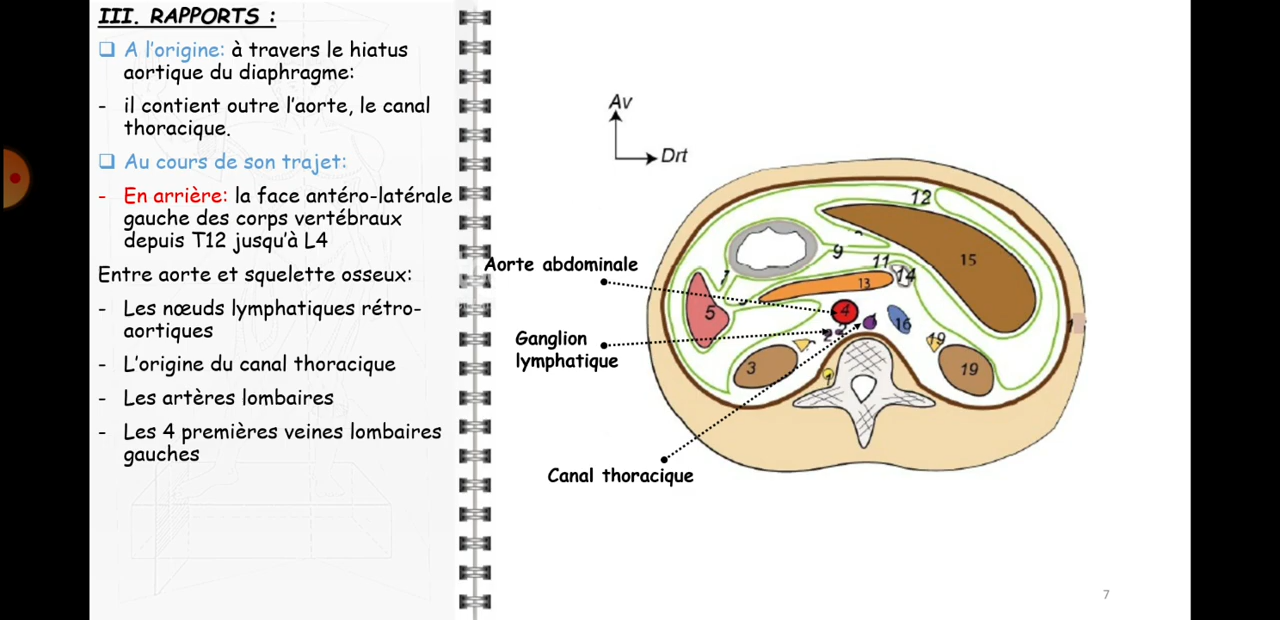 III. RAPPORTS :
❑ A l'origine: à travers le hiatus
aortique du diaphragme:
- il contient outre l'aorte, le canal
thoracique.
❑ Au cours de son trajet:
- En arrière: la face antéro-latérale
gauche des corps vertébraux
depuis T12 jusqu'à L4
Entre aorte et squelette osseux:
- Les nœuds lymphatiques rétro-
aortiques
- L'origine du canal thoracique
- Les artères lombaires
- Les 4 premières veines lombaires
gauches
Av
Drt
12
9
11
15
14
13
Aorte abdominale
5
4
16
Ganglion
lymphatique
2
19
1
3
19
1
Canal thoracique
7